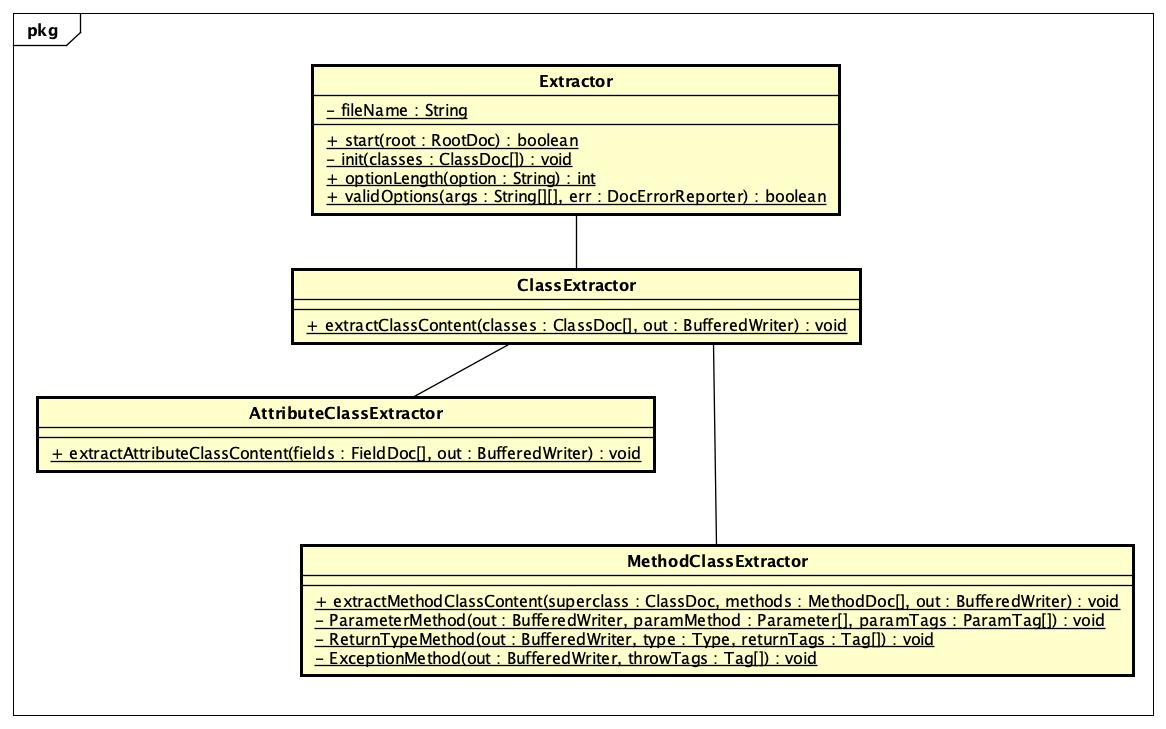 pkg
Extractor
- fileName : String
+ start(root : RootDoc) : boolean
- init(classes : ClassDoc[]) : void
+ optionLength(option : String) : int
+ validOptions(args : String[][], err : DocErrorReporter) : boolean
ClassExtractor
+ extractClassContent(classes : ClassDoc[], out : BufferedWriter) : void
AttributeClassExtractor
+ extractAttributeClassContent(fields : FieldDoc[], out : BufferedWriter) : void
MethodClassExtractor
+ extractMethodClassContent(superclass : ClassDoc, methods : MethodDoc[], out : BufferedWriter) : void
- ParameterMethod(out : BufferedWriter, paramMethod : Parameter[], paramTags : ParamTag[]) : void
- ReturnTypeMethod(out : BufferedWriter, type : Type, returnTags : Tag[]) : void
- ExceptionMethod(out : BufferedWriter, throwTags : Tag[]) : void